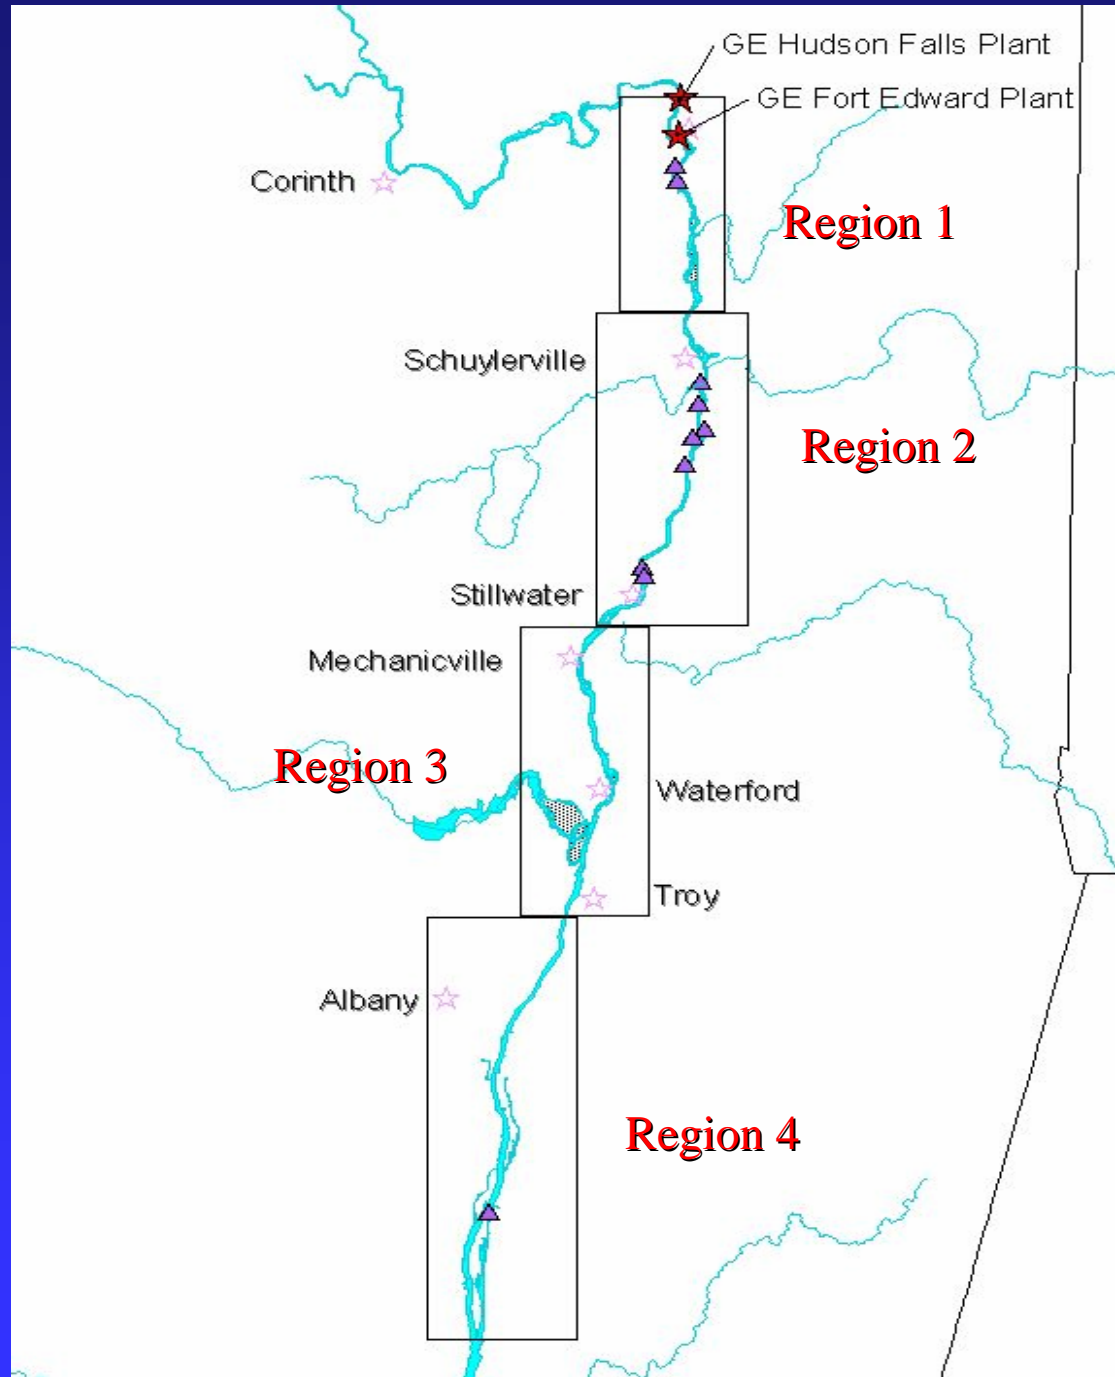 GE Hudson Falls Plant
GE Fort Edward Plant
Corinth
Region 1
Schuylerville
Region 2
Stillwater
Mechanicville
Region 3
Waterford
Troy
Albany
Region 4